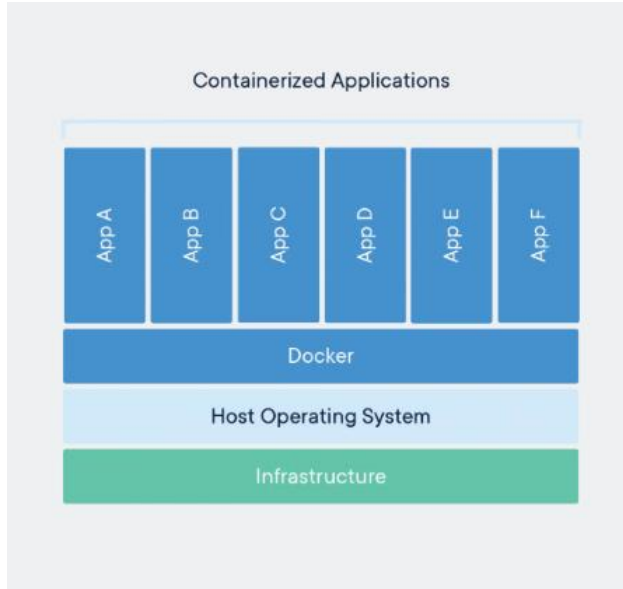 Containerized Applications
App A
App B
App C
App D
App E
App F
Docker
Host Operating System
Infrastructure